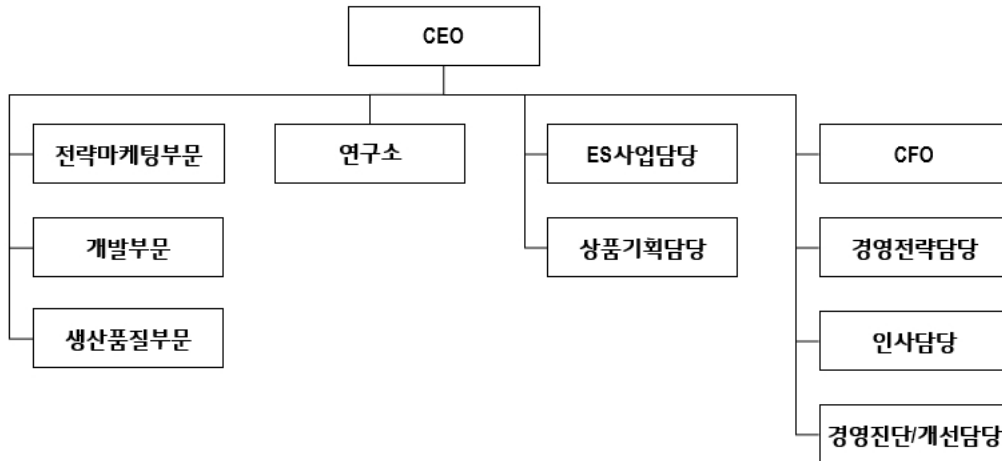 CEO
전략마케팅부문
연구소
ES사업담당
CFO
개발부문
상품기획담당
경영전략담당
생산품질부문
인사담당
경영진단/개선담당